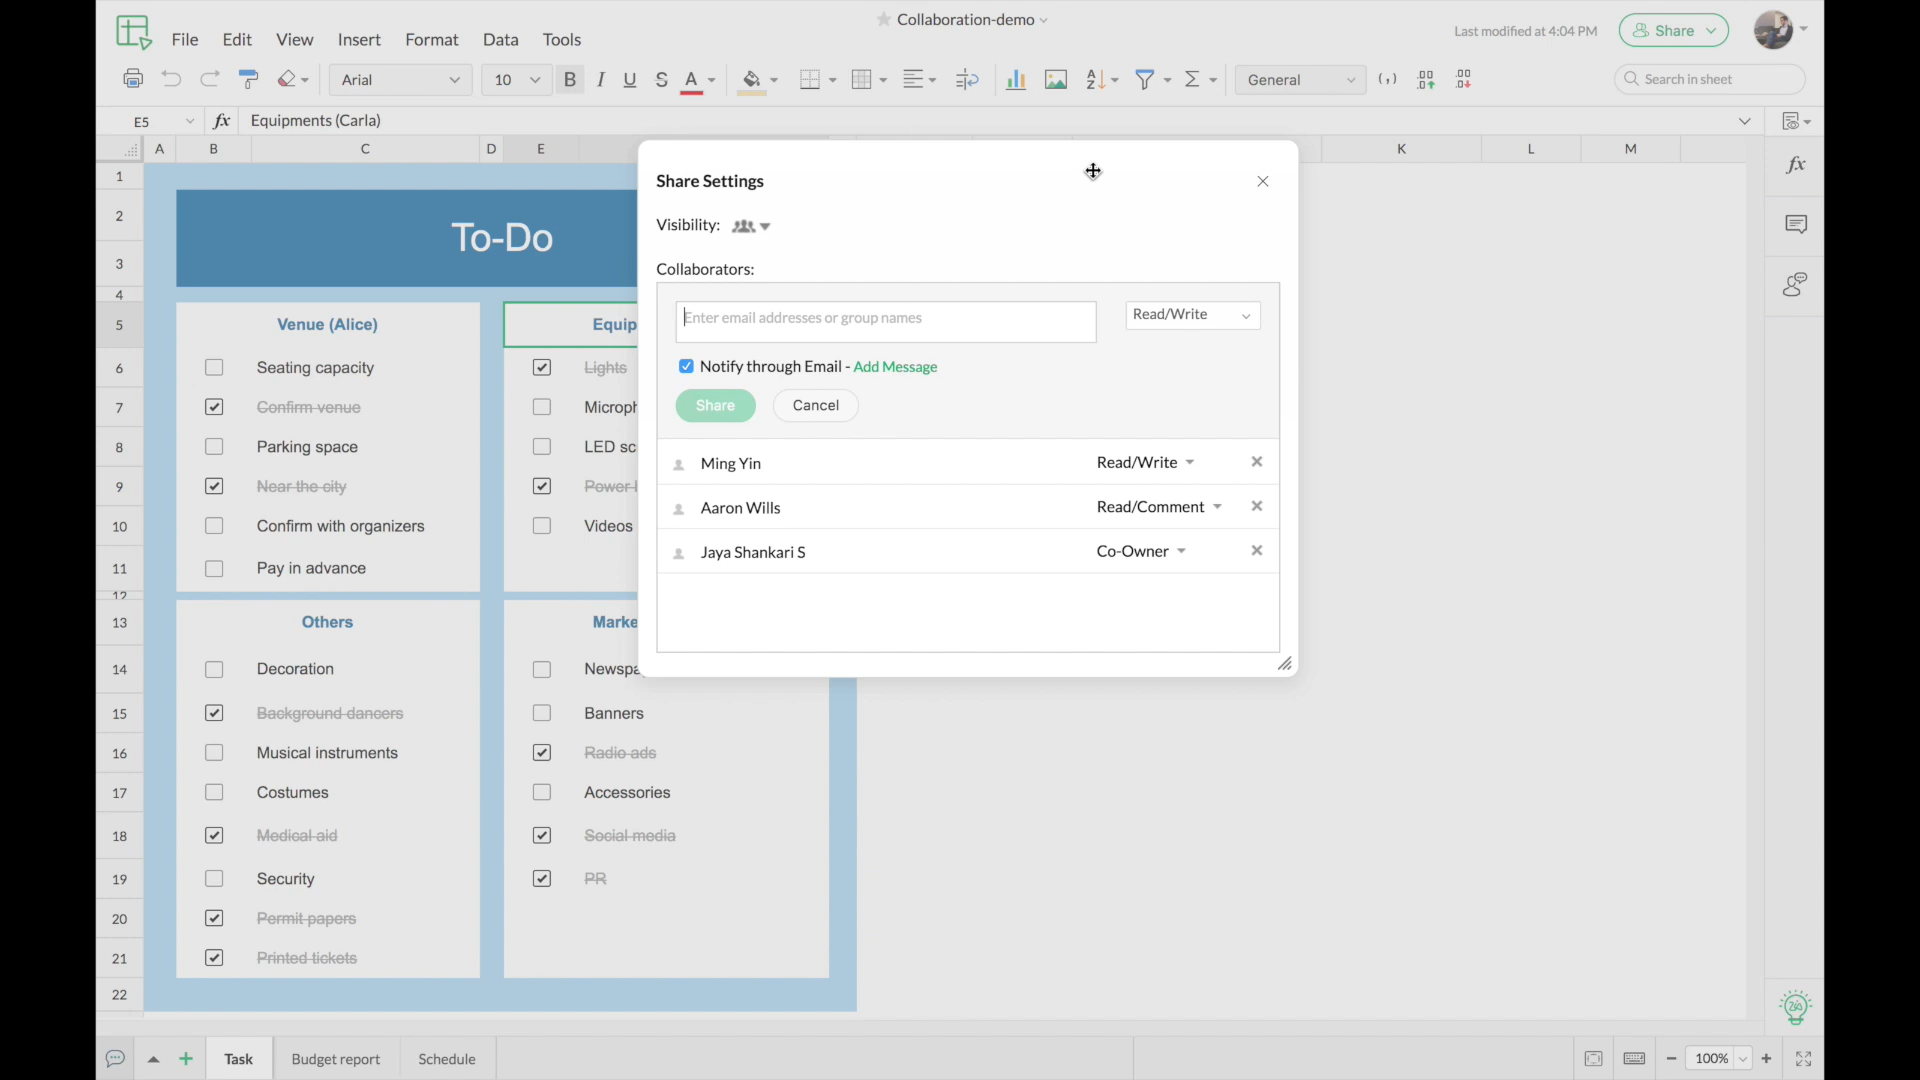 Collaboration-demo
File Edit View Insert Format Data Tools
Last modified at 4:04 PM
Share
Arial
10
B I U S A
General
Search in sheet
E5
fx
Equipments (Carla)
A B C D E K L M
1
2
3
4
5
6
7
8
9
10
11
12
13
14
15
16
17
18
19
20
21
22
To-Do
Venue (Alice)
Seating capacity
Confirm venue
Parking space
Near the city
Confirm with organizers
Pay in advance
Equip
Lights
Microph
LED sc
Power
Videos
Others
Decoration
Background dancers
Musical instruments
Costumes
Medical aid
Security
Permit papers
Printed tickets
Marke
Newspa
Banners
Radio ads
Accessories
Social media
PR
Share Settings
Visibility:
Collaborators:
Enter email addresses or group names
Read/Write
Notify through Email - Add Message
Share Cancel
Ming Yin Read/Write
Aaron Wills Read/Comment
Jaya Shankari S Co-Owner
fx
Task Budget report Schedule
100%